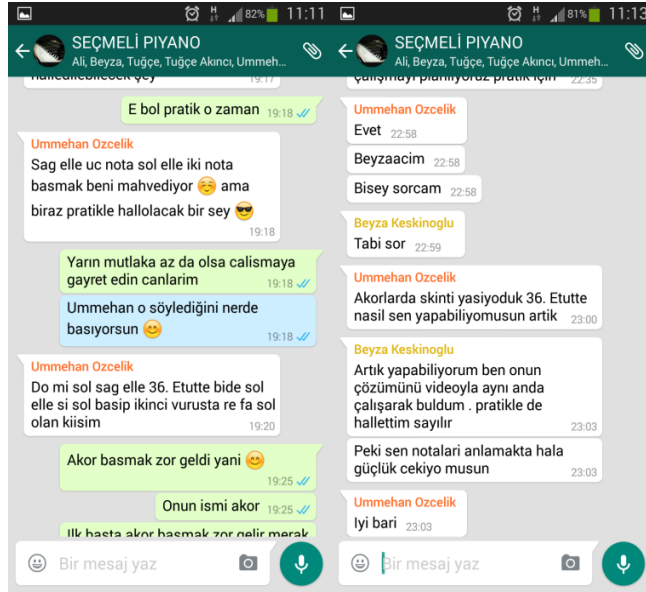 82% 11:11
SEÇMELİ PIYANO
Ali, Beyza, Tuğçe, Tuğçe Akıncı, Ummeh...
halledilebilecek şey 19:17
E bol pratik o zaman 19:18
Ummehan Ozcelik
Sag elle uc nota sol elle iki nota
basmak beni mahvediyor ☺️ ama
biraz pratikle hallolacak bir sey 😎
19:18
Yarın mutlaka az da olsa calismaya
gayret edin canlarim 19:18
Ummehan o söylediğini nerde
basıyorsun 😊 19:18
Ummehan Ozcelik
Do mi sol sag elle 36. Etutte bide sol
elle si sol basip ikinci vurusta re fa sol
olan kiisim 19:20
Akor basmak zor geldi yani 😊
19:25
Onun ismi akor 19:25
Ilk basta akor basmak zor gelir merak
Bir mesaj yaz
81% 11:13
SEÇMELİ PIYANO
Ali, Beyza, Tuğçe, Tuğçe Akıncı, Ummeh...
çalışmayı planlıyoruz pratik için 22:35
Ummehan Ozcelik
Evet 22:58
Beyzaacim 22:58
Bisey sorcam 22:58
Beyza Keskinoglu
Tabi sor 22:59
Ummehan Ozcelik
Akorlarda skinti yasiyoduk 36. Etutte
nasil sen yapabiliyomusun artik 23:00
Beyza Keskinoglu
Artık yapabiliyorum ben onun
çözümünü videoyla aynı anda
çalışarak buldum . pratikle de
hallettim sayılır 23:03
Peki sen notalari anlamakta hala
güçlük cekiyo musun 23:03
Ummehan Ozcelik
Iyi bari 23:03
Bir mesaj yaz